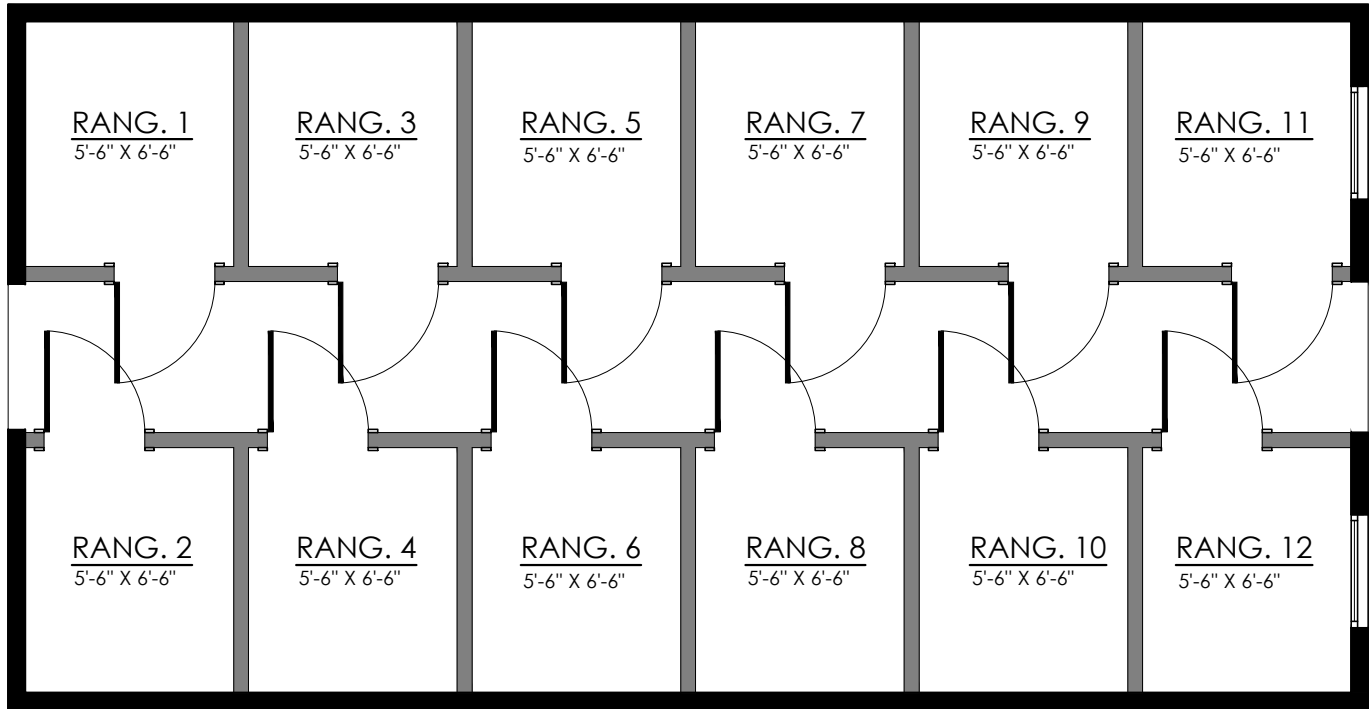 RANG. 1
5'-6" X 6'-6"
RANG. 3
5'-6" X 6'-6"
RANG. 5
5'-6" X 6'-6"
RANG. 7
5'-6" X 6'-6"
RANG. 9
5'-6" X 6'-6"
RANG. 11
5'-6" X 6'-6"
RANG. 2
5'-6" X 6'-6"
RANG. 4
5'-6" X 6'-6"
RANG. 6
5'-6" X 6'-6"
RANG. 8
5'-6" X 6'-6"
RANG. 10
5'-6" X 6'-6"
RANG. 12
5'-6" X 6'-6"